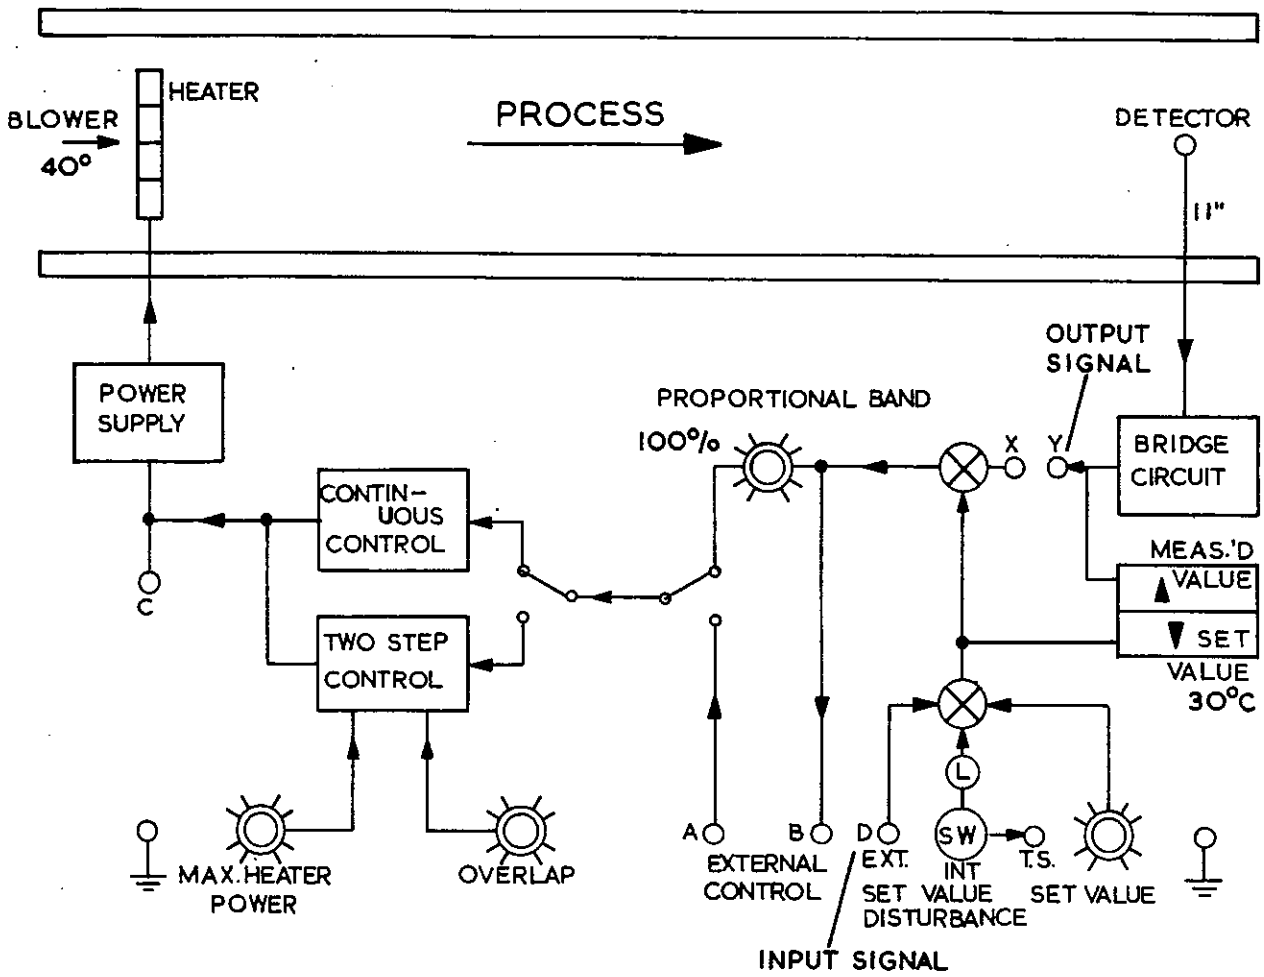 HEATER
BLOWER
40°
PROCESS
DETECTOR
11"
OUTPUT
SIGNAL
POWER
SUPPLY
PROPORTIONAL BAND
100%
X
Y
BRIDGE
CIRCUIT
CONTIN-
UOUS
CONTROL
MEAS.'D
VALUE
SET
VALUE
30°C
C
TWO STEP
CONTROL
L
A
B
D
SW
EXT.
INT
T.S.
MAX. HEATER
POWER
OVERLAP
EXTERNAL
CONTROL
SET VALUE
DISTURBANCE
SET VALUE
INPUT SIGNAL